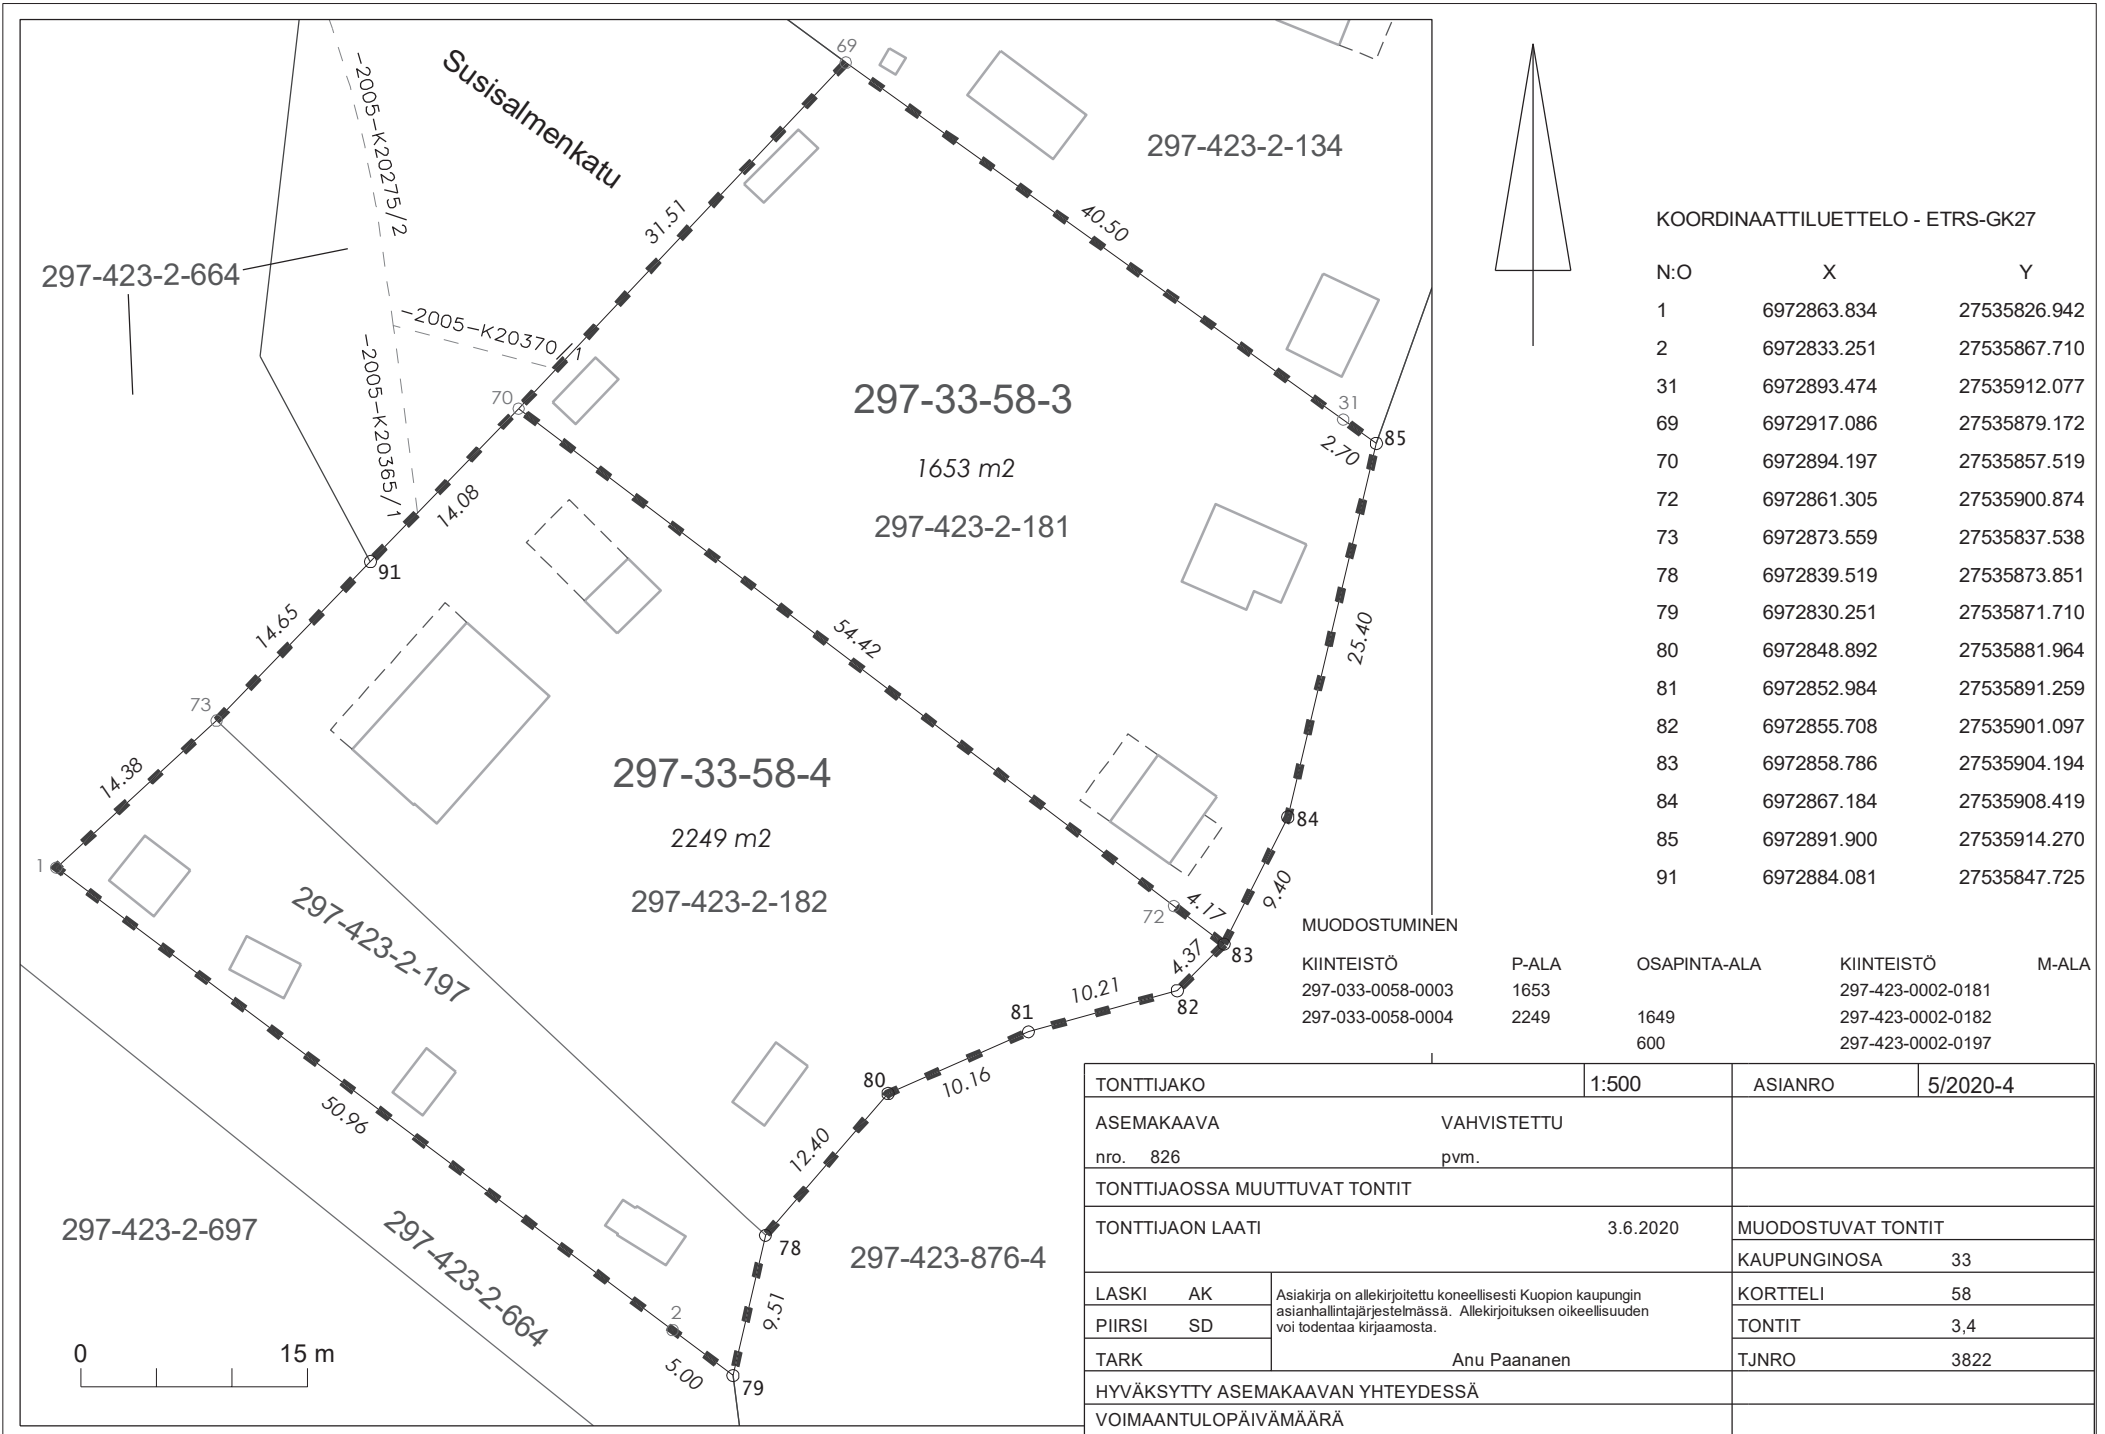 69
Susisalmenkatu
-2005-K20275/2
297-423-2-134
31.51
40.50
297-423-2-664
-2005-K20370/1
-2005-K20365/1
70
297-33-58-3
31
85
2.70
1653 m2
14.08
297-423-2-181
91
14.65
54.42
25.40
73
14.38
297-33-58-4
84
2249 m2
1
9.40
297-423-2-182
297-423-2-197
72
4.17
83
4.37
10.21
82
81
80
10.16
50.96
12.40
297-423-2-697
297-423-2-664
78
297-423-876-4
9.51
2
5.00
79
0 15 m
KOORDINAATTILUETTELO - ETRS-GK27
N:O X Y
1 6972863.834 27535826.942
2 6972833.251 27535867.710
31 6972893.474 27535912.077
69 6972917.086 27535879.172
70 6972894.197 27535857.519
72 6972861.305 27535900.874
73 6972873.559 27535837.538
78 6972839.519 27535873.851
79 6972830.251 27535871.710
80 6972848.892 27535881.964
81 6972852.984 27535891.259
82 6972855.708 27535901.097
83 6972858.786 27535904.194
84 6972867.184 27535908.419
85 6972891.900 27535914.270
91 6972884.081 27535847.725
MUODOSTUMINEN
KIINTEISTÖ P-ALA OSAPINTA-ALA KIINTEISTÖ M-ALA
297-033-0058-0003 1653 297-423-0002-0181
297-033-0058-0004 2249 1649 297-423-0002-0182
600 297-423-0002-0197
TONTTIJAKO 1:500 ASIANRO 5/2020-4
ASEMAKAAVA VAHVISTETTU
nro. 826 pvm.
TONTTIJAOSSA MUUTTUVAT TONTIT
TONTTIJAON LAATI 3.6.2020 MUODOSTUVAT TONTIT
KAUPUNGINOSA 33
LASKI AK KORTTELI 58
Asiakirja on allekirjoitettu koneellisesti Kuopion kaupungin
asianhallintajärjestelmässä. Allekirjoituksen oikeellisuuden
voi todentaa kirjaamosta.
PIIRSI SD TONTIT 3,4
TARK Anu Paananen TJNRO 3822
HYVÄKSYTTY ASEMAKAAVAN YHTEYDESSÄ
VOIMAANTULOPÄIVÄMÄÄRÄ